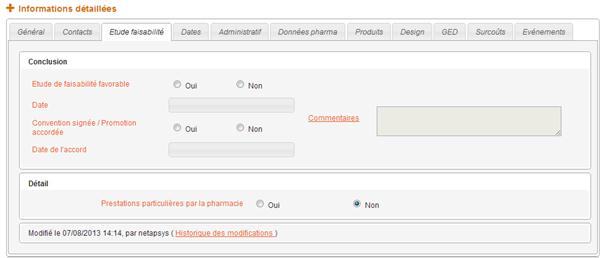 Informations détaillées
Général Contacts Etude faisabilité Dates Administratif Données pharma Produits Design GED Surcoûts Evénements
Conclusion
Etude de faisabilité favorable Oui Non
Date
Convention signée / Promotion accordée Oui Non
Commentaires
Date de l'accord
Détail
Prestations particulières par la pharmacie Oui Non
Modifié le 07/08/2013 14:14, par netapsys ( Historique des modifications )